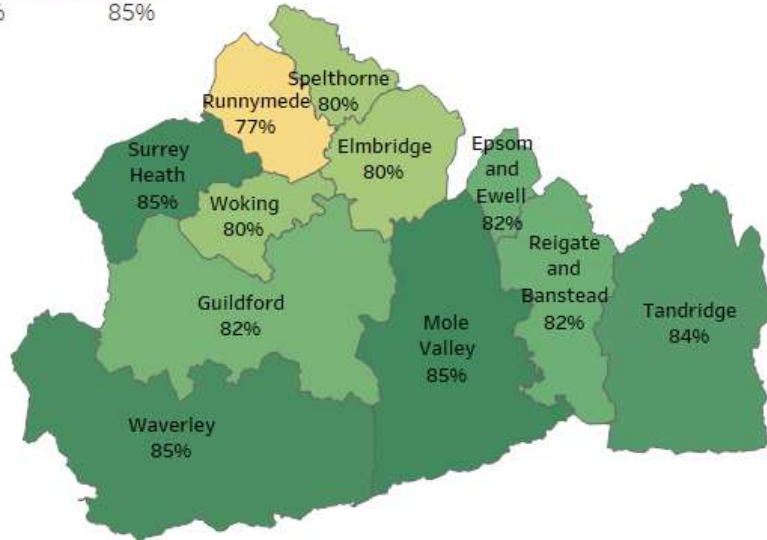 %
85%
Spelthorne
80%
Runnymede
77%
Elmbridge
80%
Epsom
and
Ewell
82%
Surrey
Heath
85%
Woking
80%
Reigate
and
Banstead
82%
Guildford
82%
Mole
Valley
85%
Tandridge
84%
Waverley
85%